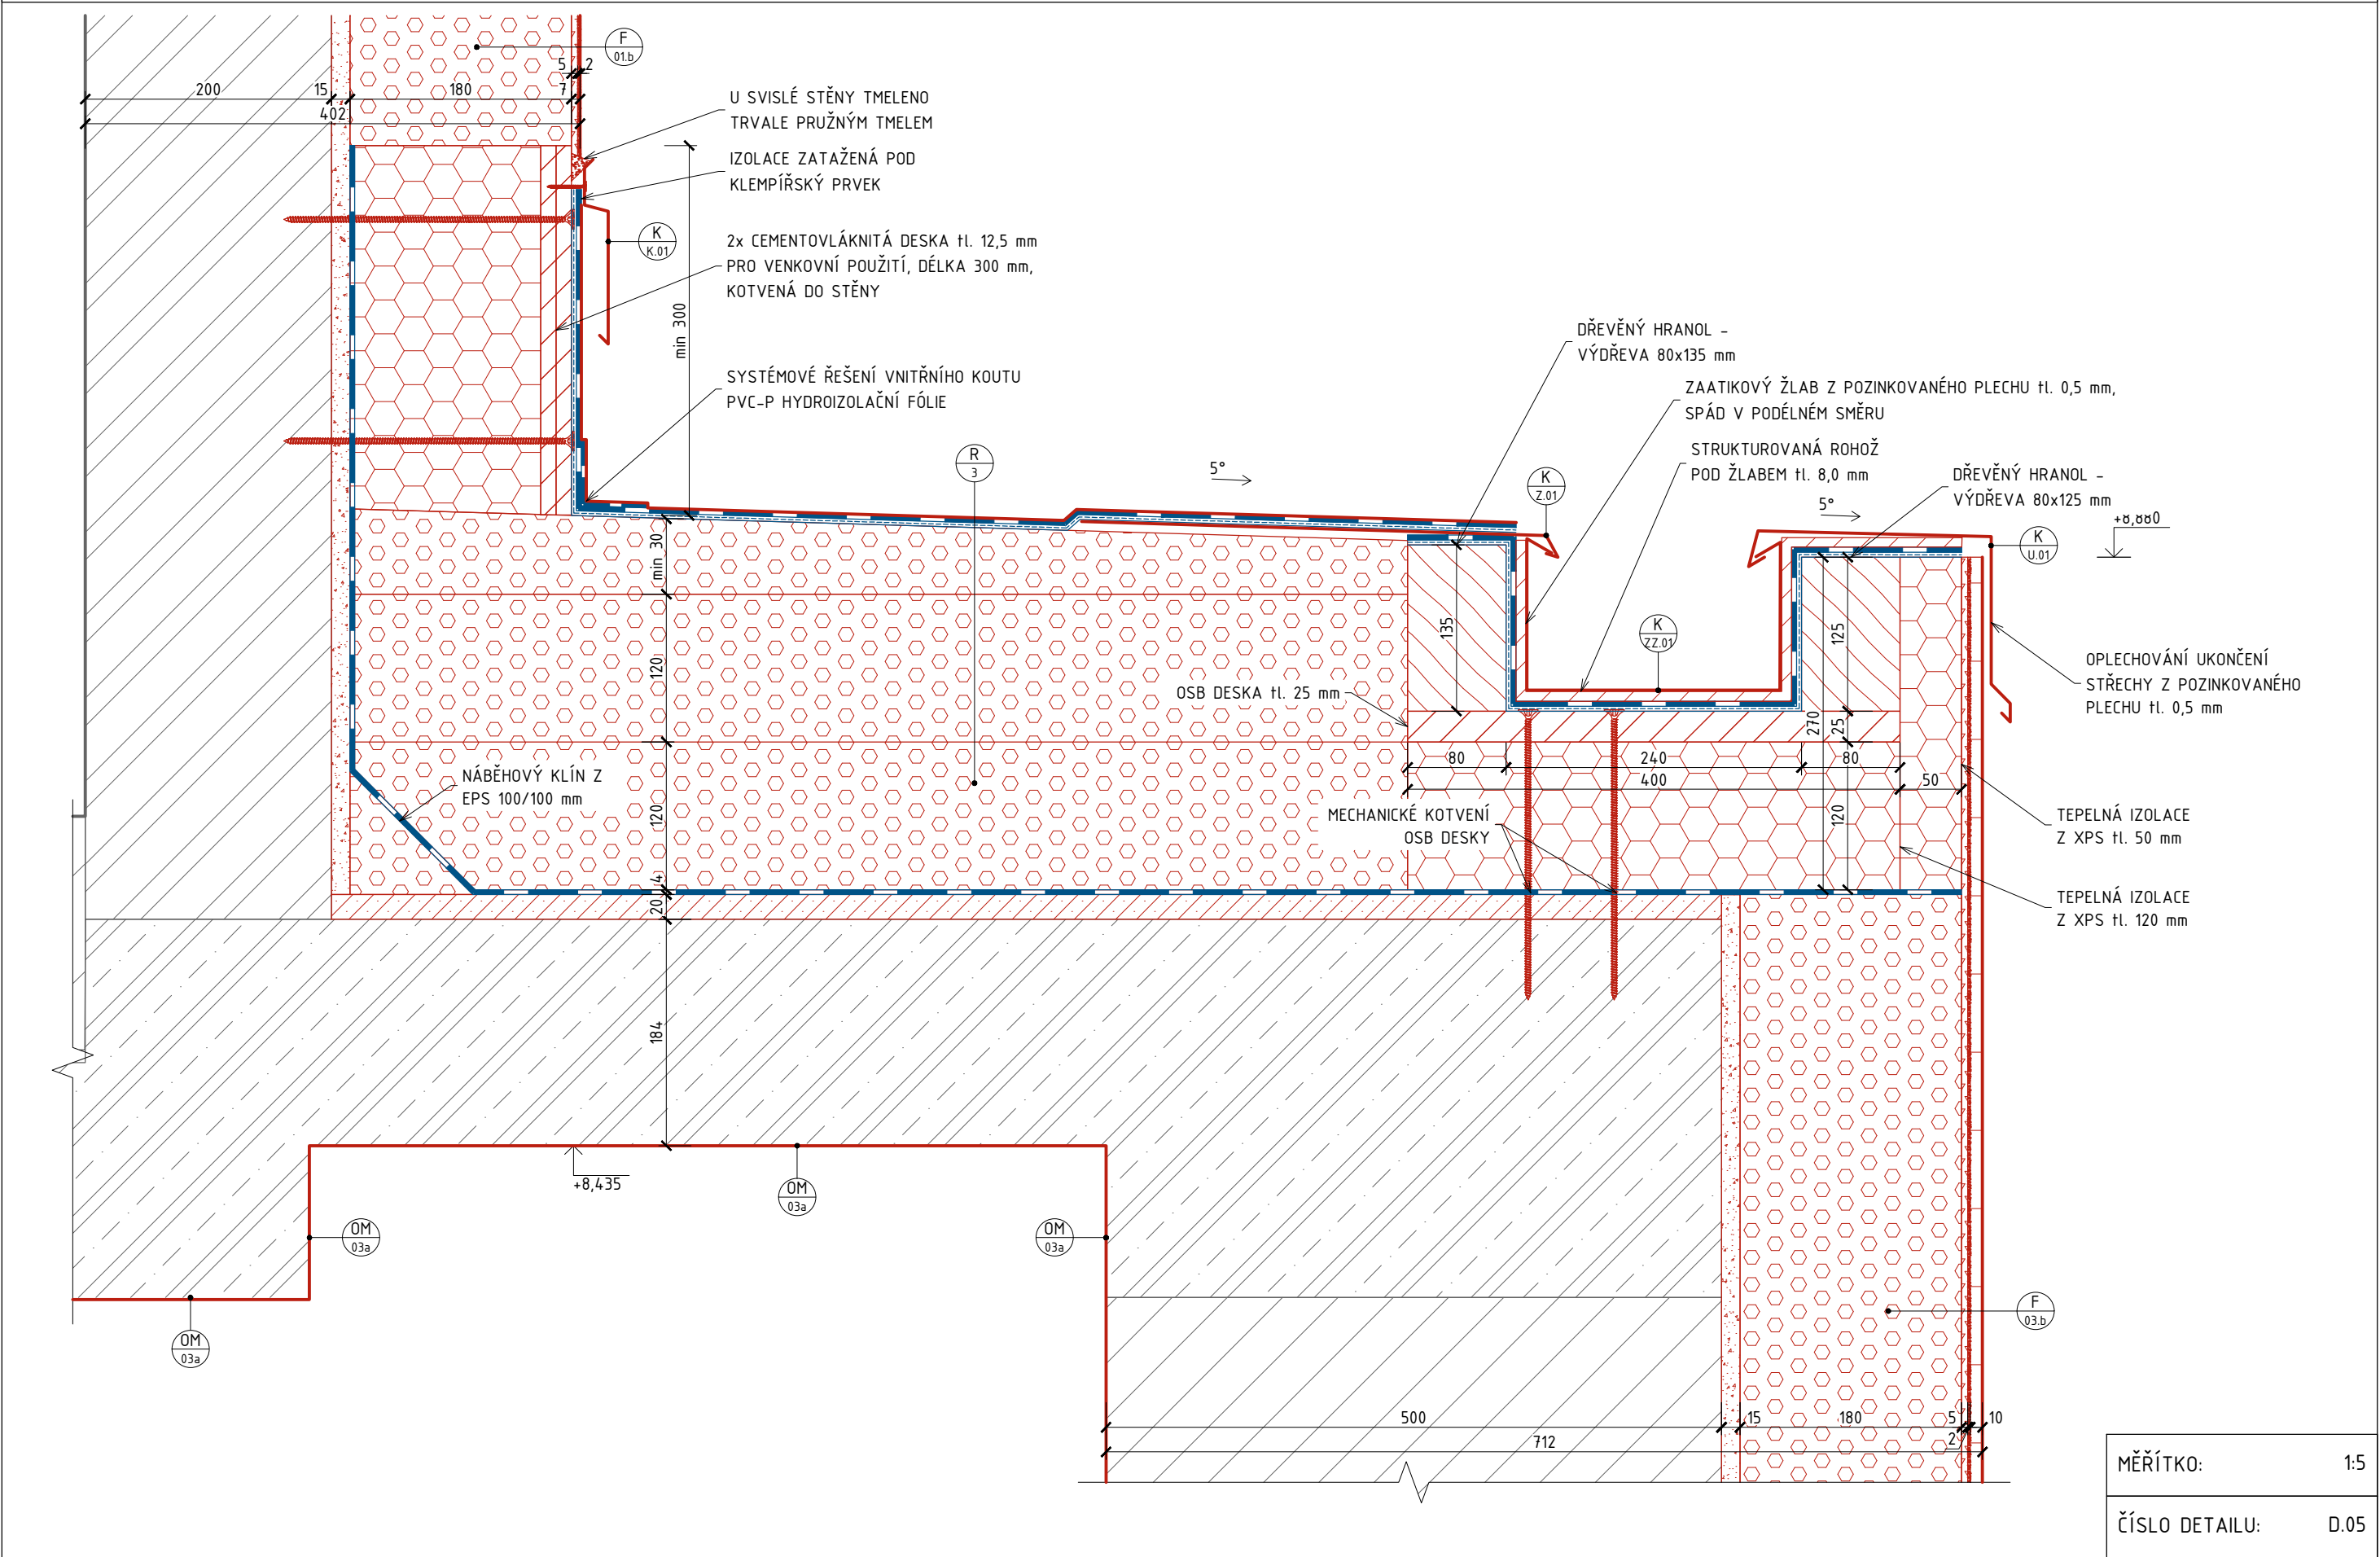 F
01.b
5
2
200
15
180
7
402
U SVISLÉ STĚNY TMELENO
TRVALE PRUŽNÝM TMELEM
IZOLACE ZATAŽENÁ POD
KLEMPÍŘSKÝ PRVEK
K
K.01
2x CEMENTOVLÁKNITÁ DESKA tl. 12,5 mm
PRO VENKOVNÍ POUŽITÍ, DÉLKA 300 mm,
KOTVENÁ DO STĚNY
min 300
DŘEVĚNÝ HRANOL -
VÝDŘEVA 80x135 mm
SYSTÉMOVÉ ŘEŠENÍ VNITŘNÍHO KOUTU
PVC-P HYDROIZOLAČNÍ FÓLIE
ZAATIKOVÝ ŽLAB Z POZINKOVANÉHO PLECHU tl. 0,5 mm,
SPÁD V PODÉLNÉM SMĚRU
STRUKTUROVANÁ ROHOŽ
POD ŽLABEM tl. 8,0 mm
R
3
5°
K
Z.01
DŘEVĚNÝ HRANOL -
VÝDŘEVA 80x125 mm
5°
+8,880
K
U.01
min 30
135
K
ZZ.01
125
120
OSB DESKA tl. 25 mm
OPLECHOVÁNÍ UKONČENÍ
STŘECHY Z POZINKOVANÉHO
PLECHU tl. 0,5 mm
270
25
80
240
80
400
50
NÁBĚHOVÝ KLÍN Z
EPS 100/100 mm
120
MECHANICKÉ KOTVENÍ
OSB DESKY
120
TEPELNÁ IZOLACE
Z XPS tl. 50 mm
4
20
TEPELNÁ IZOLACE
Z XPS tl. 120 mm
184
+8,435
OM
03a
OM
03a
OM
03a
OM
03a
F
03.b
500
15
180
5
10
712
2
MĚŘÍTKO: 1:5
ČÍSLO DETAILU: D.05